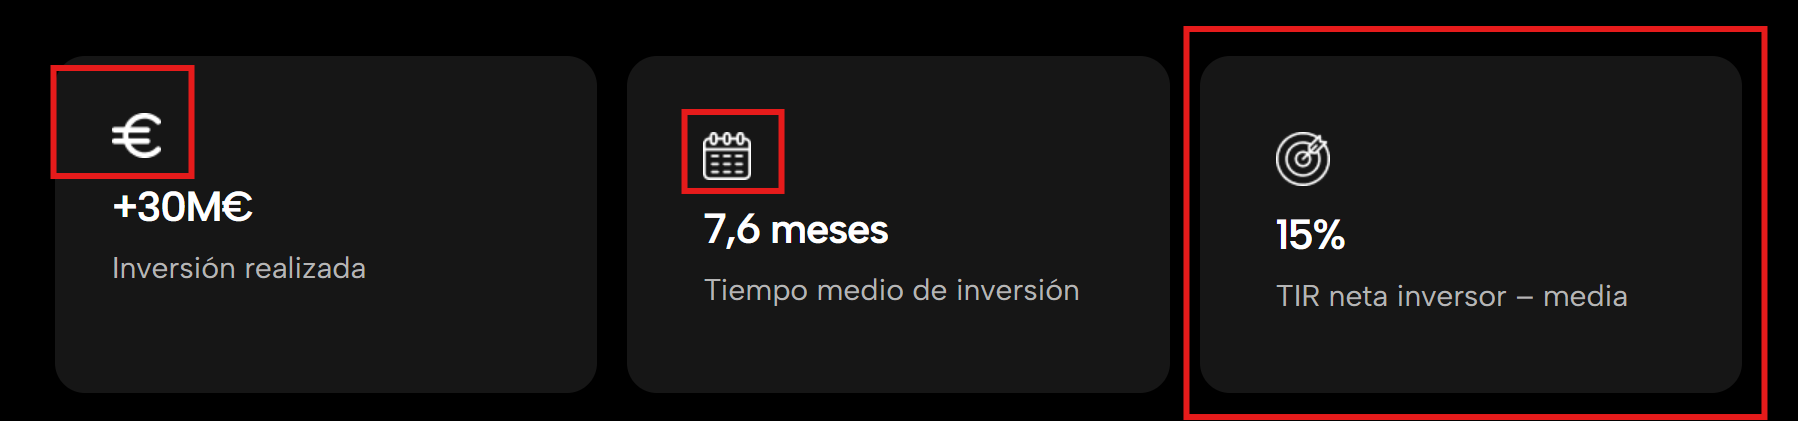 €
+30M€
Inversión realizada
7,6 meses
Tiempo medio de inversión
15%
TIR neta inversor – media